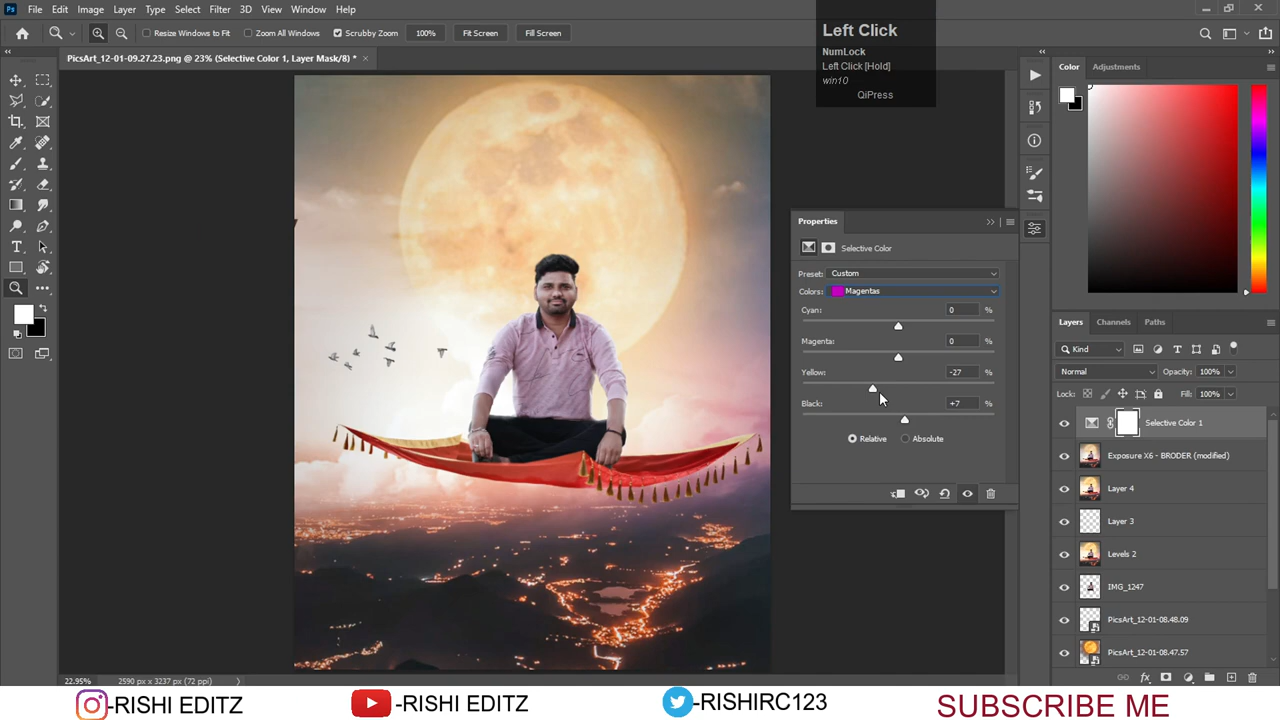 Ps File Edit Image Layer Type Select Filter 3D View Window Help
Resize Windows to Fit Zoom All Windows Scrubby Zoom 100% Fit Screen Fill Screen
PicsArt_12-01-09.27.23.png @ 23% (Selective Color 1, Layer Mask/8) * ×
Left Click
NumLock
Left Click [Hold]
win10
QiPress
Properties
Selective Color
Preset: Custom
Colors: Magentas
Cyan: 0 %
Magenta: 0 %
Yellow: -27 %
Black: +7 %
Relative Absolute
Color Adjustments
Layers Channels Paths
Kind
Normal Opacity: 100%
Lock: Fill: 100%
Selective Color 1
Exposure X6 - BRODER (modified)
Layer 4
Layer 3
Levels 2
IMG_1247
PicsArt_12-01-08.48.09
PicsArt_12-01-08.47.57
22.95% 2590 px x 3237 px (72 ppi)
-RISHI EDITZ
-RISHI EDITZ
-RISHIRC123
SUBSCRIBE ME